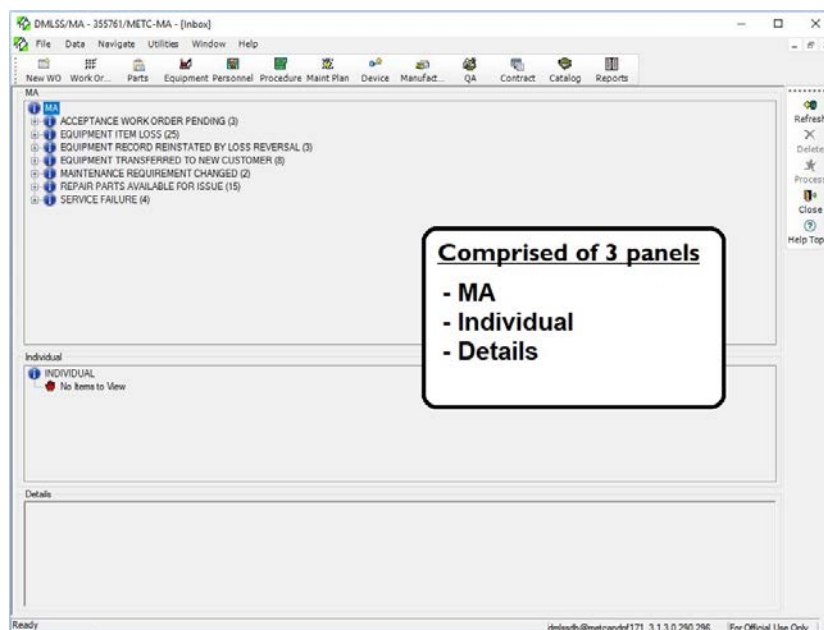 DMLSS/MA - 355761/METC-MA - [Inbox]
File Data Navigate Utilities Window Help
New WO Work Or... Parts Equipment Personnel Procedure Maint Plan Device Manufact... QA Contract Catalog Reports
MA
MA
ACCEPTANCE WORK ORDER PENDING (3)
EQUIPMENT ITEM LOSS (25)
EQUIPMENT RECORD REINSTATED BY LOSS REVERSAL (3)
EQUIPMENT TRANSFERRED TO NEW CUSTOMER (8)
MAINTENANCE REQUIREMENT CHANGED (2)
REPAIR PARTS AVAILABLE FOR ISSUE (15)
SERVICE FAILURE (4)
Refresh
Delete
Process
Close
Help Top
Comprised of 3 panels
- MA
- Individual
- Details
Individual
INDIVIDUAL
No Items to View
Details
Ready
For Official Use Only